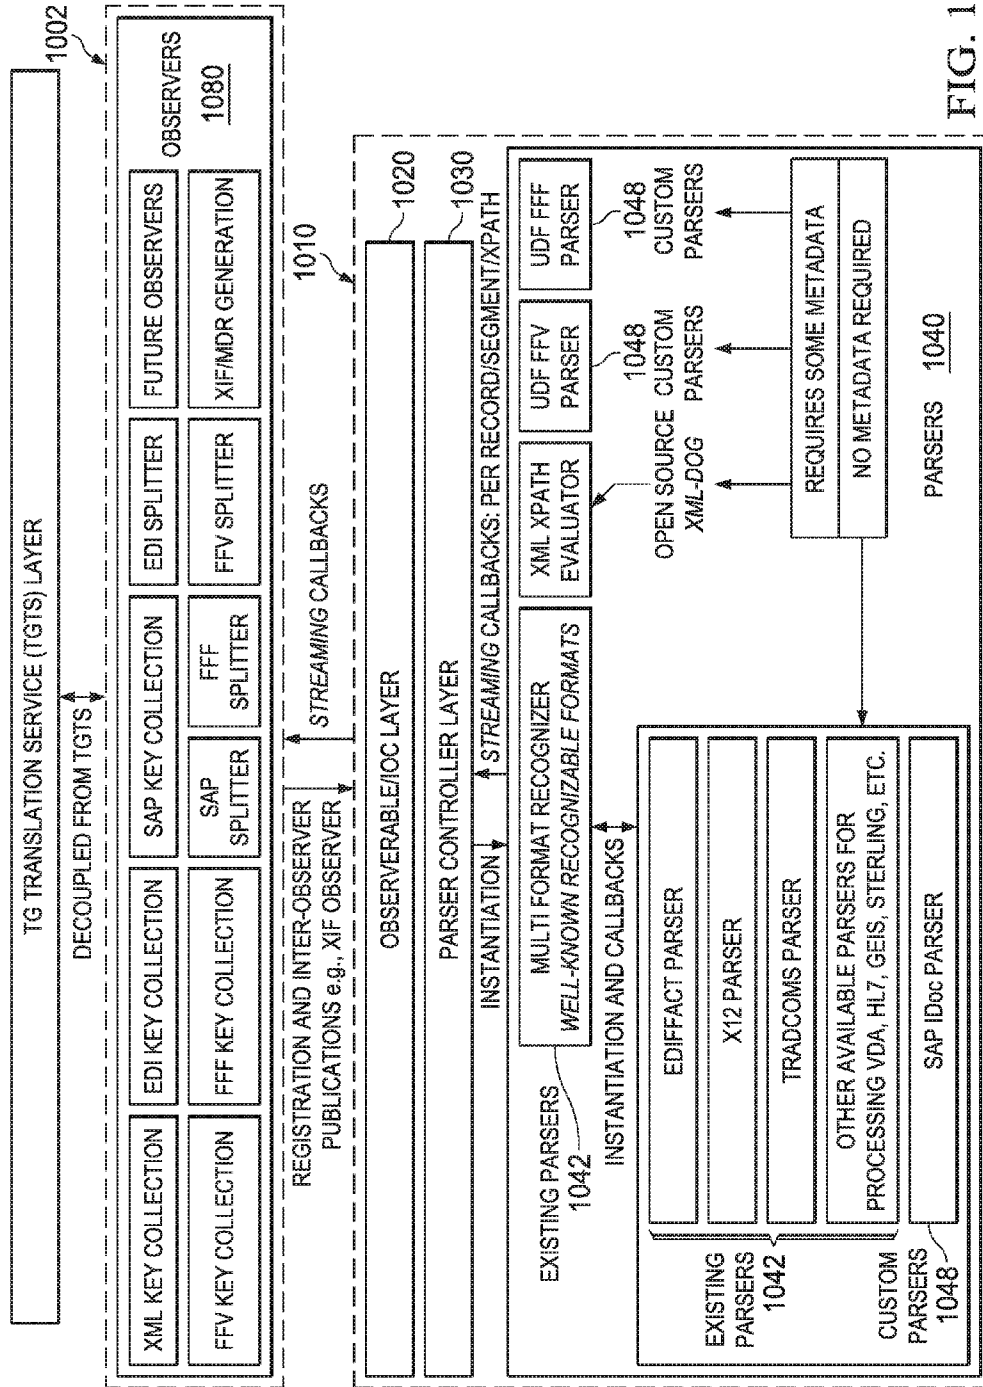 TG TRANSLATION SERVICE (TGTS) LAYER
DECOUPLED FROM TGTS
1002
XML KEY COLLECTION
EDI KEY COLLECTION
SAP KEY COLLECTION
EDI SPLITTER
FUTURE OBSERVERS
FFV KEY COLLECTION
FFF KEY COLLECTION
SAP
SPLITTER
FFF
SPLITTER
FFV SPLITTER
XIF/MDR GENERATION
OBSERVERS
1080
REGISTRATION AND INTER-OBSERVER
PUBLICATIONS e.g., XIF OBSERVER
STREAMING CALLBACKS
1010
OBSERVERABLE/IOC LAYER
1020
PARSER CONTROLLER LAYER
1030
INSTANTIATION
STREAMING CALLBACKS: PER RECORD/SEGMENT/XPATH
MULTI FORMAT RECOGNIZER
WELL-KNOWN RECOGNIZABLE FORMATS
XML XPATH
EVALUATOR
UDF FFV
PARSER
UDF FFF
PARSER
EXISTING PARSERS
1042
INSTANTIATION AND CALLBACKS
OPEN SOURCE
XML-DOG
1048
CUSTOM
PARSERS
1048
CUSTOM
PARSERS
EDIFFACT PARSER
X12 PARSER
TRADCOMS PARSER
OTHER AVAILABLE PARSERS FOR
PROCESSING VDA, HL7, GEIS, STERLING, ETC.
SAP IDoc PARSER
EXISTING
PARSERS
1042
CUSTOM
PARSERS
1048
REQUIRES SOME METADATA
NO METADATA REQUIRED
PARSERS
1040
FIG. 1